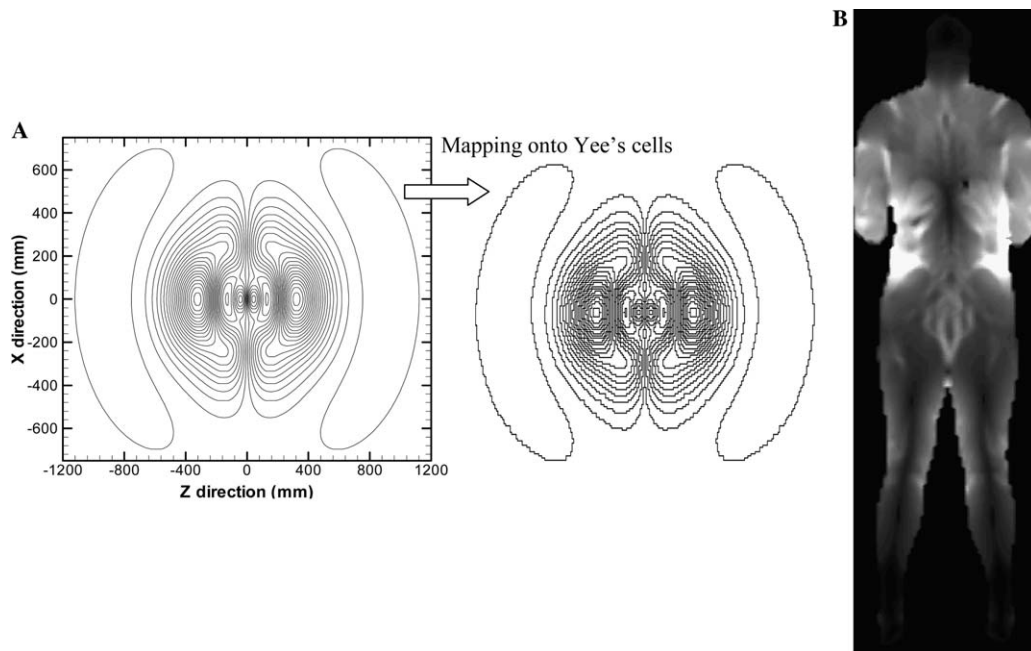 B
A
Mapping onto Yee's cells
600
400
200
0
-200
-400
-600
X direction (mm)
-1200 -800 -400 0 400 800 1200
Z direction (mm)